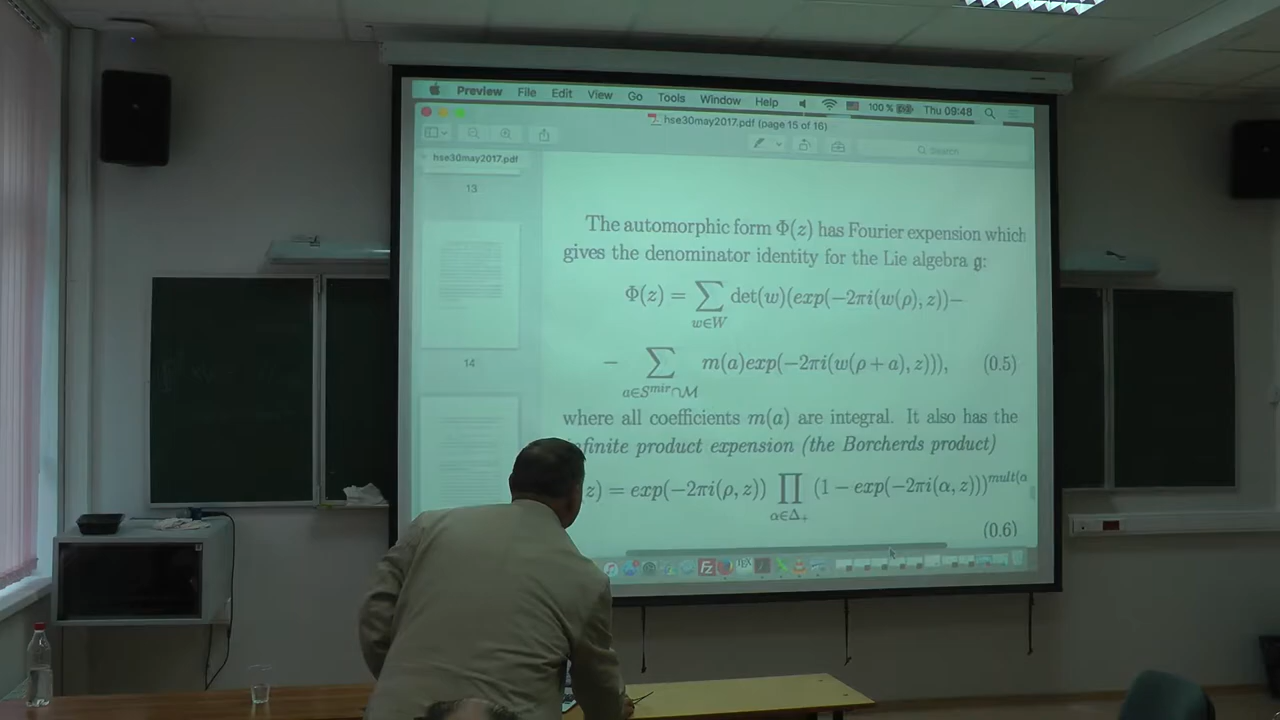 Preview File Edit View Go Tools Window Help 100 % Thu 09:48
hse30may2017.pdf (page 15 of 16)
Search
hse30may2017.pdf
13
14
The automorphic form Φ(z) has Fourier expension which
gives the denominator identity for the Lie algebra 𝔤:
Φ(z) = ∑ det(w)(exp(−2πi(w(ρ), z))−
w∈W
− ∑ m(a)exp(−2πi(w(ρ + a), z))), (0.5)
a∈S^{mir}∩ℳ
where all coefficients m(a) are integral. It also has the
finite product expension (the Borcherds product)
z) = exp(−2πi(ρ, z)) ∏ (1 − exp(−2πi(α, z)))^{mult(α
α∈Δ₊
(0.6)